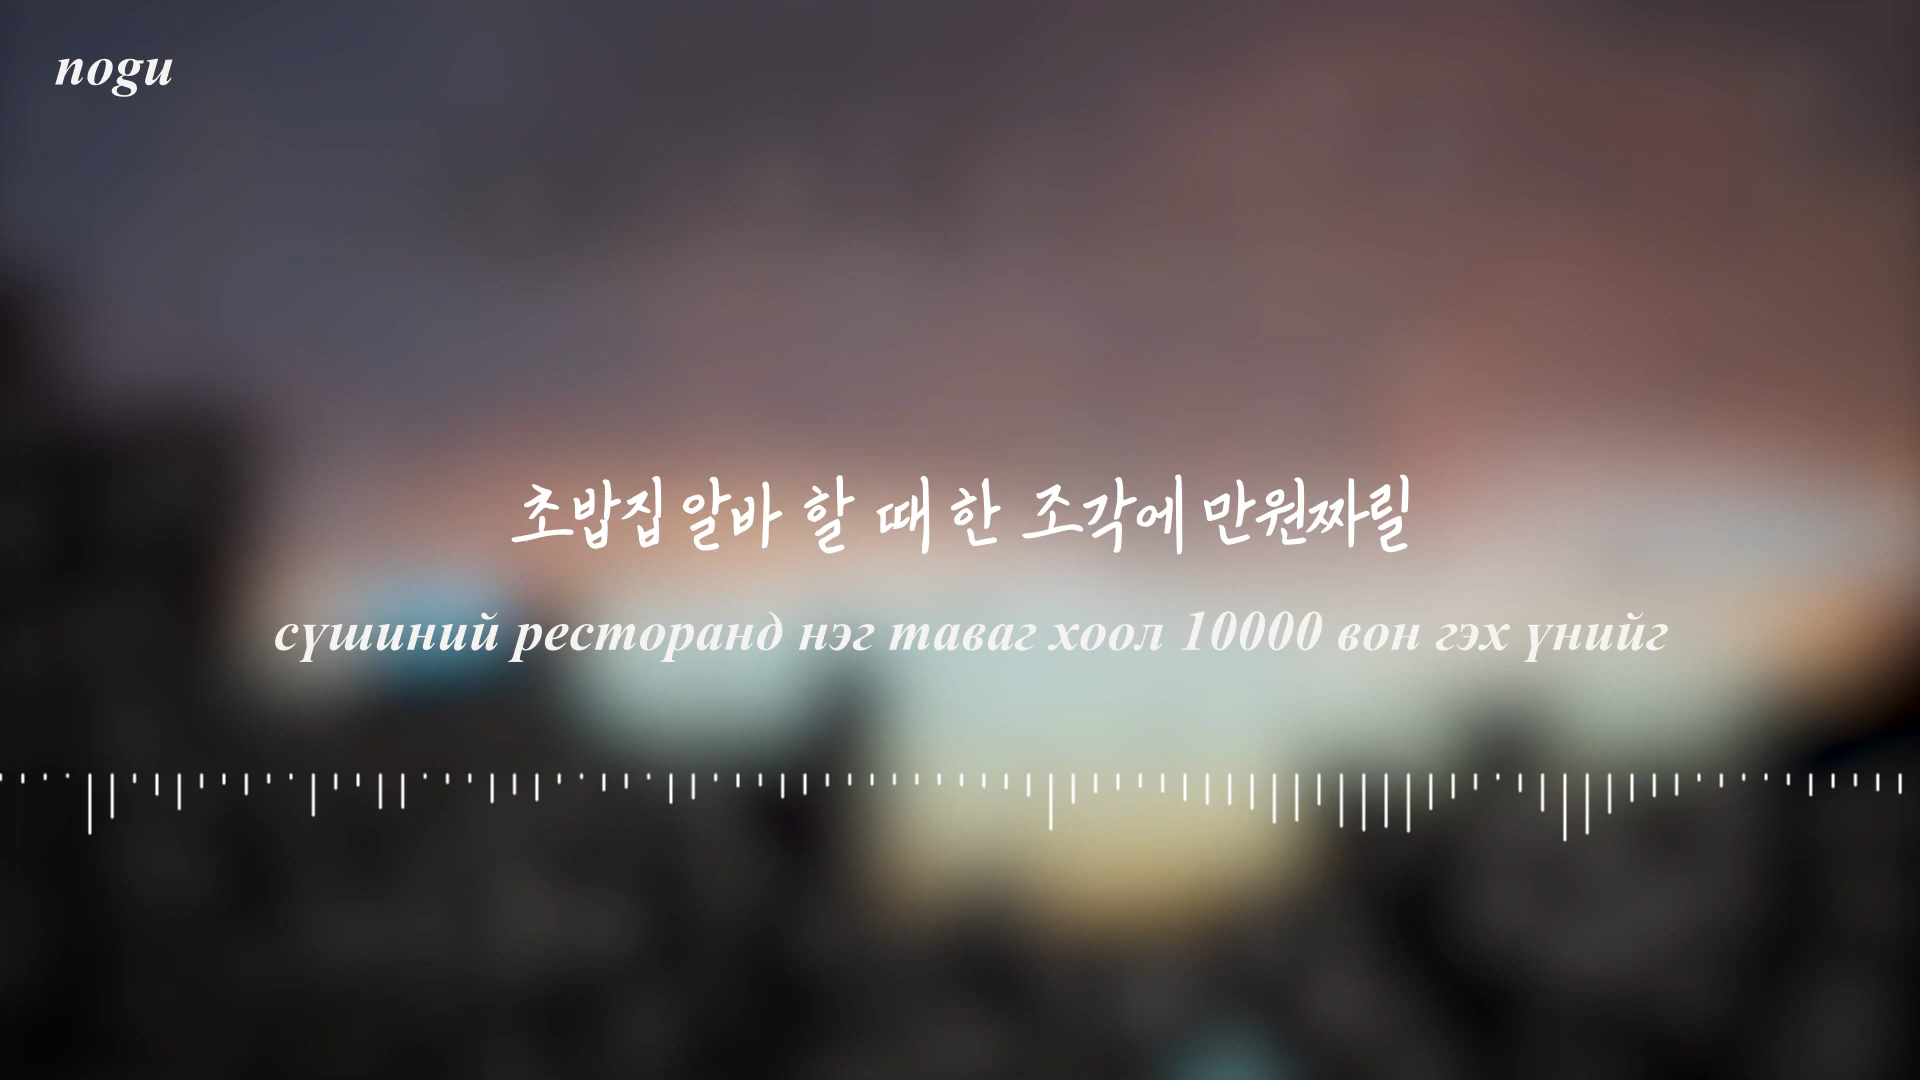 nogu
초밥집 알바 할 때 한 조각에 만원짜릴
сүшиний ресторанд нэг таваг хоол 10000 вон гэх үнийг